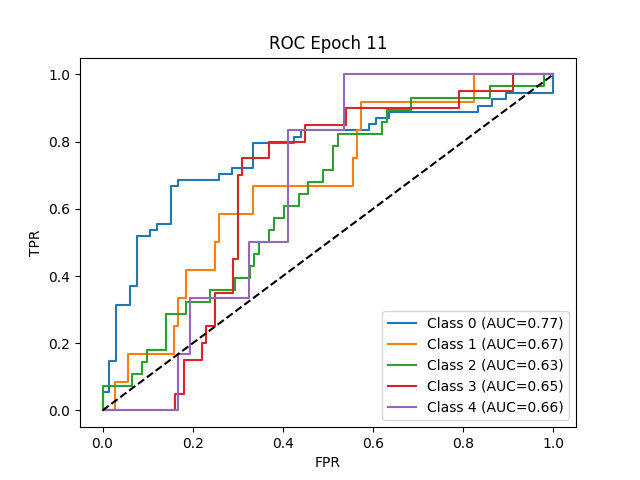 ROC Epoch 11
TPR
1.0
0.8
0.6
0.4
0.2
0.0
Class 0 (AUC=0.77)
Class 1 (AUC=0.67)
Class 2 (AUC=0.63)
Class 3 (AUC=0.65)
Class 4 (AUC=0.66)
0.0 0.2 0.4 0.6 0.8 1.0
FPR